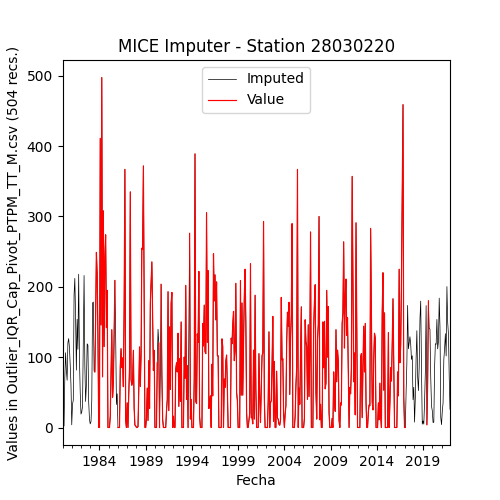 MICE Imputer - Station 28030220
Values in Outlier_IQR_Cap_Pivot_PTPM_TT_M.csv (504 recs.)
500
400
300
200
100
0
Imputed
Value
1984
1989
1994
1999
2004
2009
2014
2019
Fecha